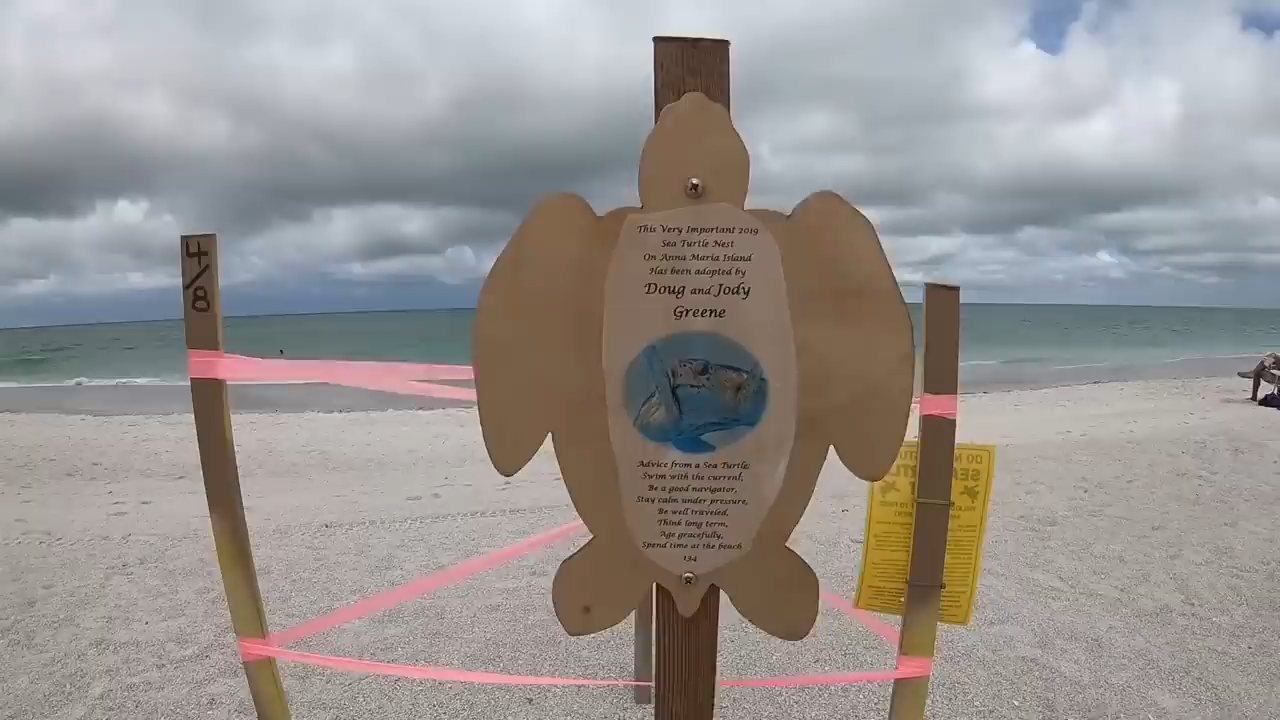 4/8
This Very Important 2019
Sea Turtle Nest
On Anna Maria Island
Has been adopted by
Doug and Jody
Greene
Advice from a Sea Turtle:
Swim with the current,
Be a good navigator,
Stay calm under pressure,
Be well traveled,
Think long term,
Age gracefully,
Spend time at the beach
134